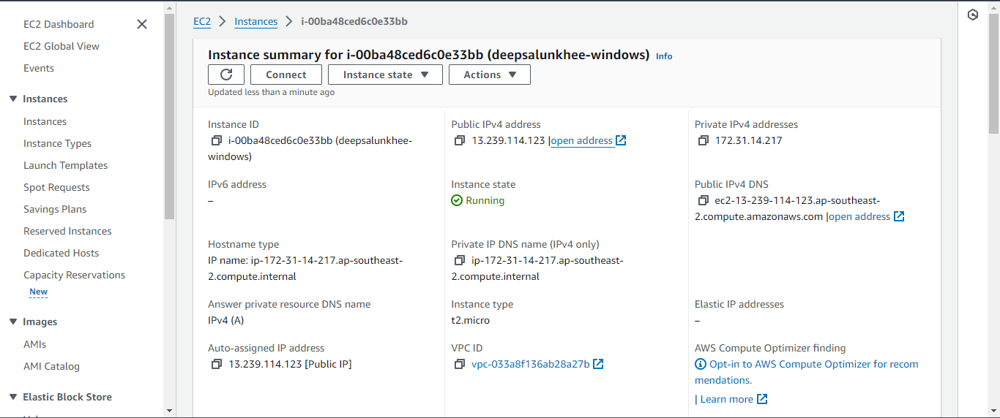 EC2 Dashboard
EC2 Global View
Events
Instances
Instances
Instance Types
Launch Templates
Spot Requests
Savings Plans
Reserved Instances
Dedicated Hosts
Capacity Reservations
New
Images
AMIs
AMI Catalog
Elastic Block Store
EC2 Instances i-00ba48ced6c0e33bb
Instance summary for i-00ba48ced6c0e33bb (deepsalunkhee-windows) Info
Connect Instance state Actions
Updated less than a minute ago
Instance ID
i-00ba48ced6c0e33bb (deepsalunkhee-
windows)
Public IPv4 address
13.239.114.123 |open address
Private IPv4 addresses
172.31.14.217
IPv6 address
–
Instance state
Running
Public IPv4 DNS
ec2-13-239-114-123.ap-southeast-
2.compute.amazonaws.com |open address
Hostname type
IP name: ip-172-31-14-217.ap-southeast-
2.compute.internal
Private IP DNS name (IPv4 only)
ip-172-31-14-217.ap-southeast-
2.compute.internal
Answer private resource DNS name
IPv4 (A)
Instance type
t2.micro
Elastic IP addresses
–
Auto-assigned IP address
13.239.114.123 [Public IP]
VPC ID
vpc-033a8f136ab28a27b
AWS Compute Optimizer finding
Opt-in to AWS Compute Optimizer for recom
mendations.
| Learn more